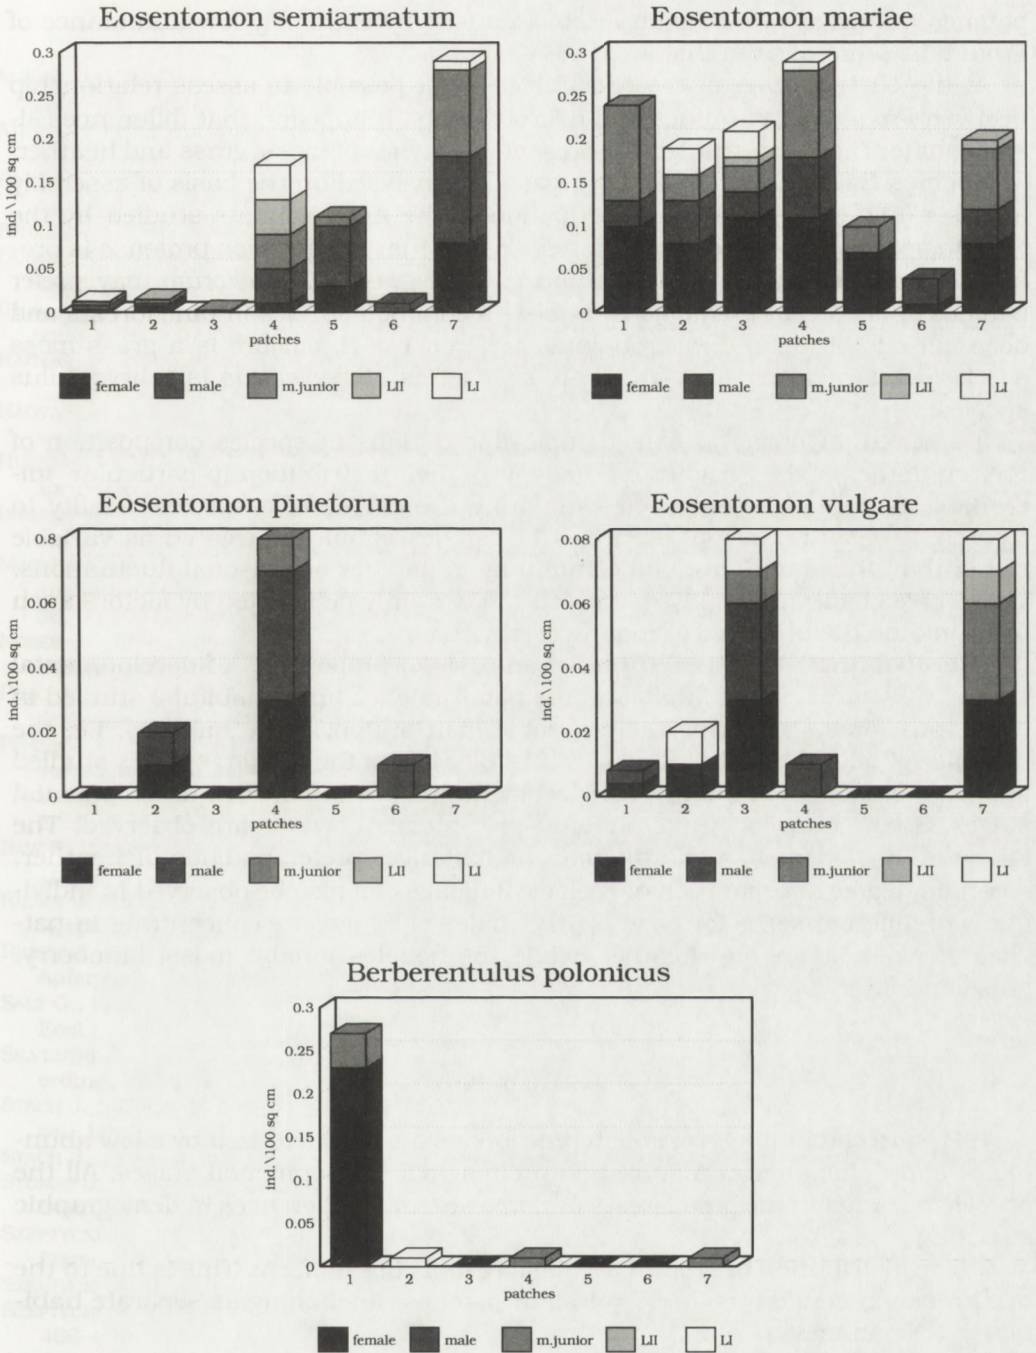 Eosentomon semiarmatum
0.3
0.25
0.2
0.15
0.1
0.05
0
ind.\100 sq cm
1 2 3 4 5 6 7
patches
female male m.junior LII LI
Eosentomon mariae
0.3
0.25
0.2
0.15
0.1
0.05
0
ind.\100 sq cm
1 2 3 4 5 6 7
patches
female male m.junior LII LI
Eosentomon pinetorum
0.8
0.06
0.04
0.02
0
ind.\100 sq cm
1 2 3 4 5 6 7
patches
female male m.junior LII LI
Eosentomon vulgare
0.08
0.06
0.04
0.02
0
ind.\100 sq cm
1 2 3 4 5 6 7
patches
female male m.junior LII LI
Berberentulus polonicus
0.3
0.25
0.2
0.15
0.1
0.05
0
ind.\100 sq cm
1 2 3 4 5 6 7
patches
female male m.junior LII LI